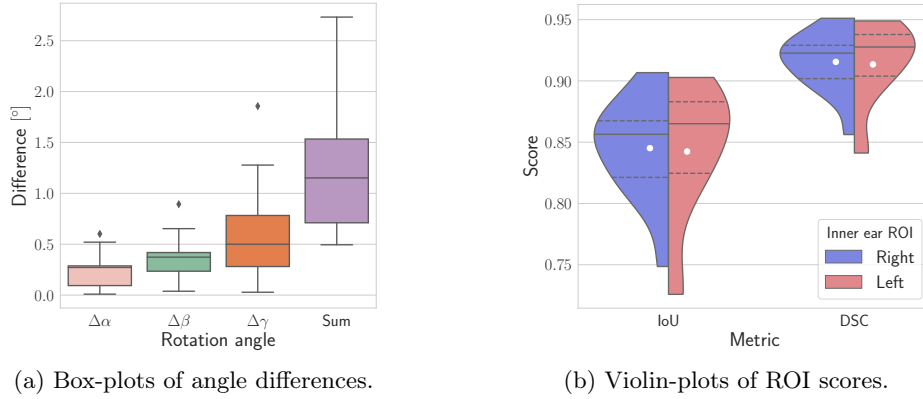 2.5
2.0
1.5
1.0
0.5
0.0
Difference [°]
Δα
Δβ
Δγ
Sum
Rotation angle
(a) Box-plots of angle differences.
0.95
0.90
0.85
0.80
0.75
Score
Inner ear ROI
Right
Left
IoU
DSC
Metric
(b) Violin-plots of ROI scores.